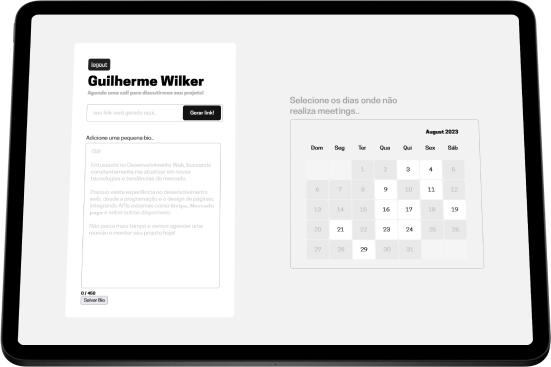 logout
Guilherme Wilker
Agende uma call para discutirmos seu projeto!
seu link será gerado aqui..
Gerar link!
Adicione uma pequena bio..
Olá!
Entusiasta no Desenvolvimento Web, buscando
constantemente me atualizar em novas
tecnologias e tendências do mercado.
Possuo vasta experiência no desenvolvimento
web, desde a programação e o design de páginas,
integrando APIs externas como Stripe, Mercado
pago e entre outras disponíveis.
Não perca mais tempo e vamos agendar uma
reunião e montar seu projeto hoje!
0 / 450
Salvar Bio
Selecione os dias onde não
realiza meetings..
August 2023
Dom Seg Ter Qua Qui Sex Sáb
1 2 3 4 5
6 7 8 9 10 11 12
13 14 15 16 17 18 19
20 21 22 23 24 25 26
27 28 29 30 31